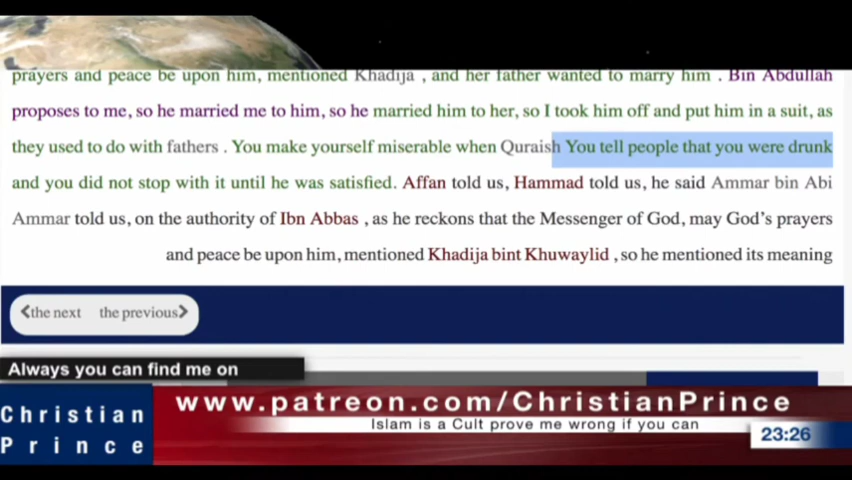 prayers and peace be upon him, mentioned Khadija , and her father wanted to marry him . Bin Abdullah
proposes to me, so he married me to him, so he married him to her, so I took him off and put him in a suit, as
they used to do with fathers . You make yourself miserable when Quraish You tell people that you were drunk
and you did not stop with it until he was satisfied. Affan told us, Hammad told us, he said Ammar bin Abi
Ammar told us, on the authority of Ibn Abbas , as he reckons that the Messenger of God, may God's prayers
and peace be upon him, mentioned Khadija bint Khuwaylid , so he mentioned its meaning
the next the previous
Always you can find me on
www.patreon.com/ChristianPrince
Islam is a Cult prove me wrong if you can
Christian
Prince
23:26